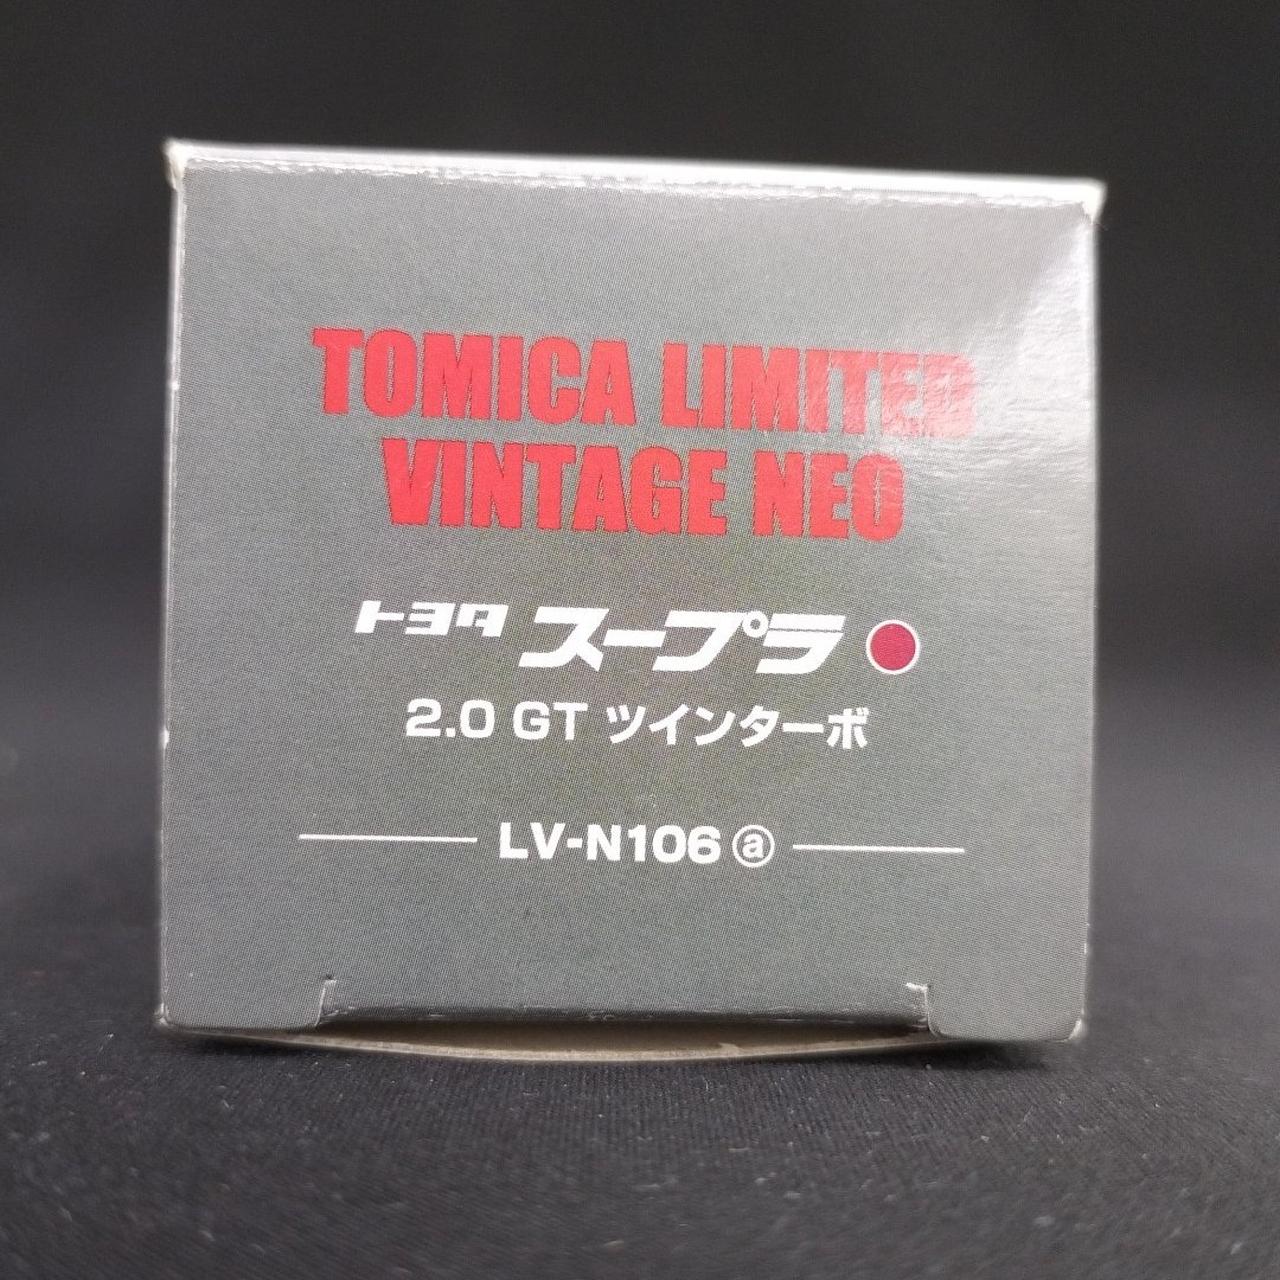 TOMICA LIMITED
VINTAGE NEO
トヨタ スープラ
2.0 GT ツインターボ
LV-N106 ⓐ